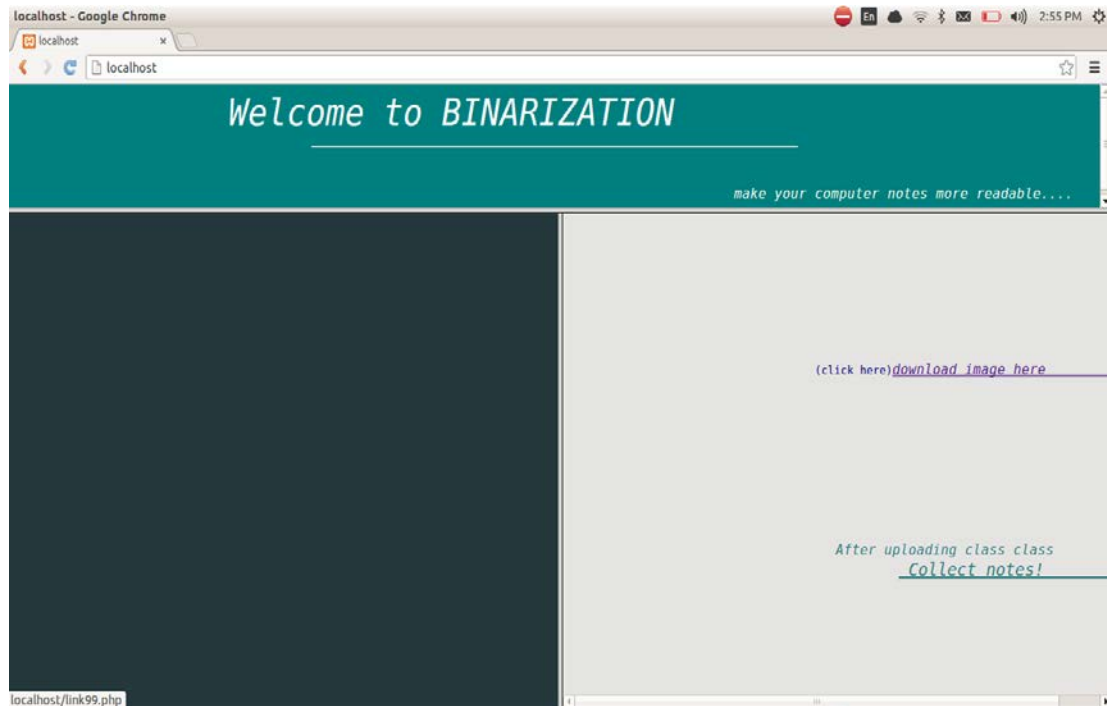 localhost - Google Chrome
En
2:55 PM
localhost
localhost
Welcome to BINARIZATION
make your computer notes more readable....
(click here)download image here
After uploading class class
Collect notes!
localhost/link99.php